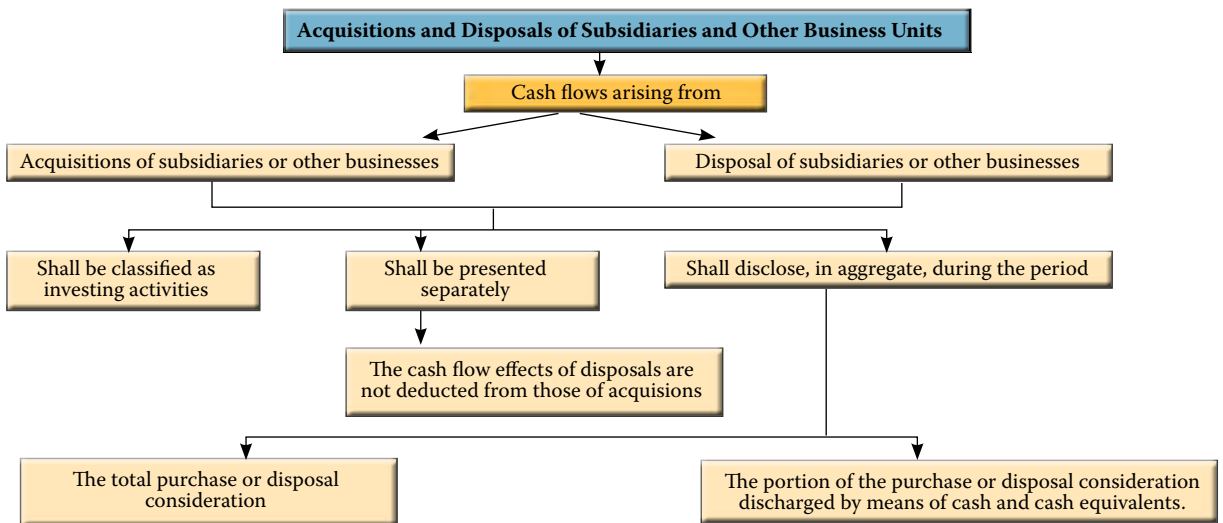 Acquisitions and Disposals of Subsidiaries and Other Business Units
Cash flows arising from
Acquisitions of subsidiaries or other businesses
Disposal of subsidiaries or other businesses
Shall be classified as
investing activities
Shall be presented
separately
Shall disclose, in aggregate, during the period
The cash flow effects of disposals are
not deducted from those of acquisions
The total purchase or disposal
consideration
The portion of the purchase or disposal consideration
discharged by means of cash and cash equivalents.